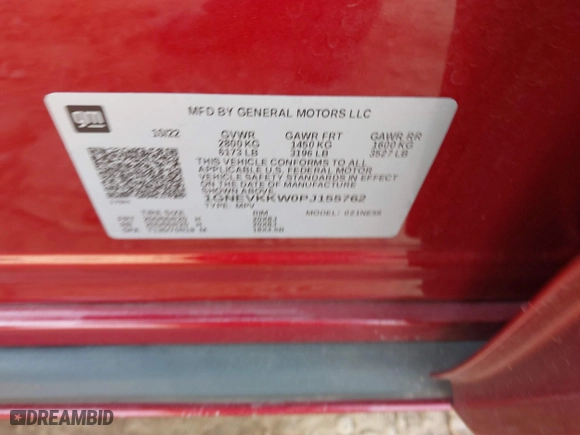 gm
MFD BY GENERAL MOTORS LLC
10/22 GVWR GAWR FRT GAWR RR
2800 KG 1450 KG 1600 KG
6173 LB 3196 LB 3527 LB
THIS VEHICLE CONFORMS TO ALL
APPLICABLE U.S. FEDERAL MOTOR
VEHICLE SAFETY STANDARDS IN EFFECT
ON THE DATE OF MANUFACTURE
SHOWN ABOVE.
1GNEVKKW0PJ155762
TYPE: MPV
TIRE SIZE RIM MODEL:
DREAMBID